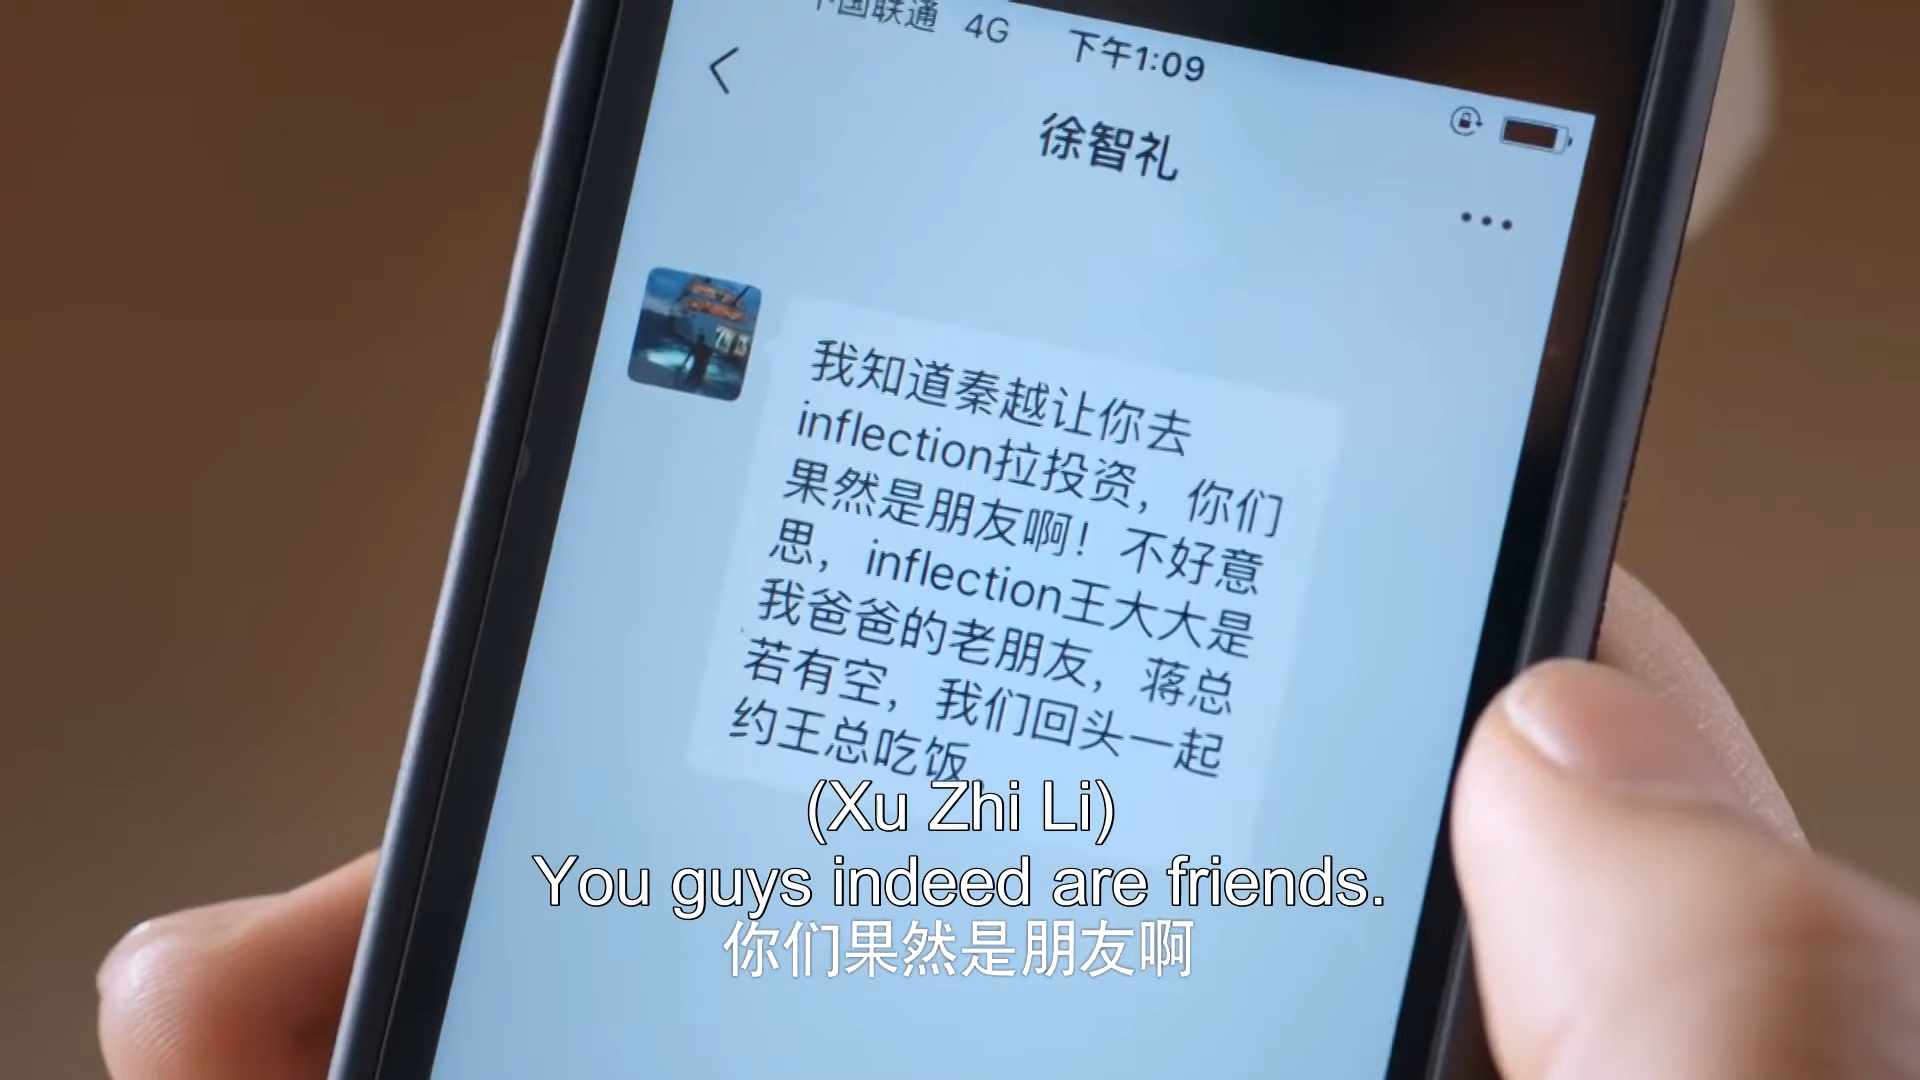 中国联通 4G 下午1:09
徐智礼
我知道秦越让你去
inflection拉投资，你们
果然是朋友啊！不好意
思，inflection王大大是
我爸爸的老朋友，蒋总
若有空，我们回头一起
约王总吃饭。
(Xu Zhi Li)
You guys indeed are friends.
你们果然是朋友啊